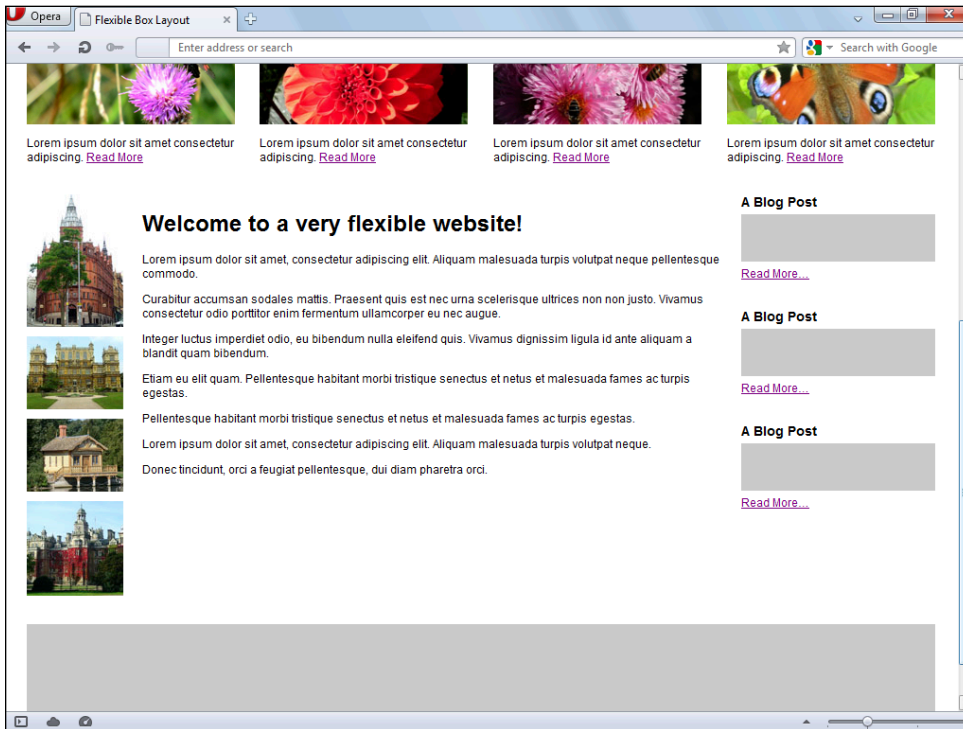 Opera
Flexible Box Layout
Enter address or search
Search with Google
Lorem ipsum dolor sit amet consectetur
adipiscing. Read More
Lorem ipsum dolor sit amet consectetur
adipiscing. Read More
Lorem ipsum dolor sit amet consectetur
adipiscing. Read More
Lorem ipsum dolor sit amet consectetur
adipiscing. Read More
Welcome to a very flexible website!
Lorem ipsum dolor sit amet, consectetur adipiscing elit. Aliquam malesuada turpis volutpat neque pellentesque
commodo.
Curabitur accumsan sodales mattis. Praesent quis est nec urna scelerisque ultrices non non justo. Vivamus
consectetur odio porttitor enim fermentum ullamcorper eu nec augue.
Integer luctus imperdiet odio, eu bibendum nulla eleifend quis. Vivamus dignissim ligula id ante aliquam a
blandit quam bibendum.
Etiam eu elit quam. Pellentesque habitant morbi tristique senectus et netus et malesuada fames ac turpis
egestas.
Pellentesque habitant morbi tristique senectus et netus et malesuada fames ac turpis egestas.
Lorem ipsum dolor sit amet, consectetur adipiscing elit. Aliquam malesuada turpis volutpat neque.
Donec tincidunt, orci a feugiat pellentesque, dui diam pharetra orci.
A Blog Post
Read More...
A Blog Post
Read More...
A Blog Post
Read More...